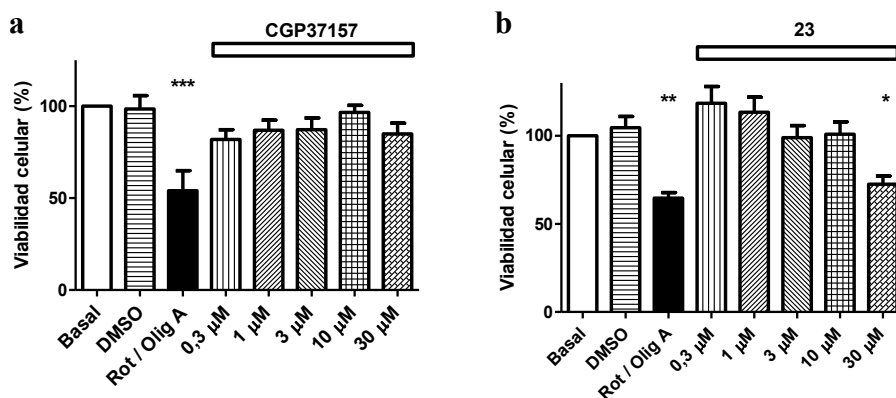 a
CGP37157
Viabilidad celular (%)
***
100
50
0
Basal
DMSO
Rot / Olig A
0,3 µM
1 µM
3 µM
10 µM
30 µM
b
23
Viabilidad celular (%)
**
*
100
50
0
Basal
DMSO
Rot / Olig A
0,3 µM
1 µM
3 µM
10 µM
30 µM